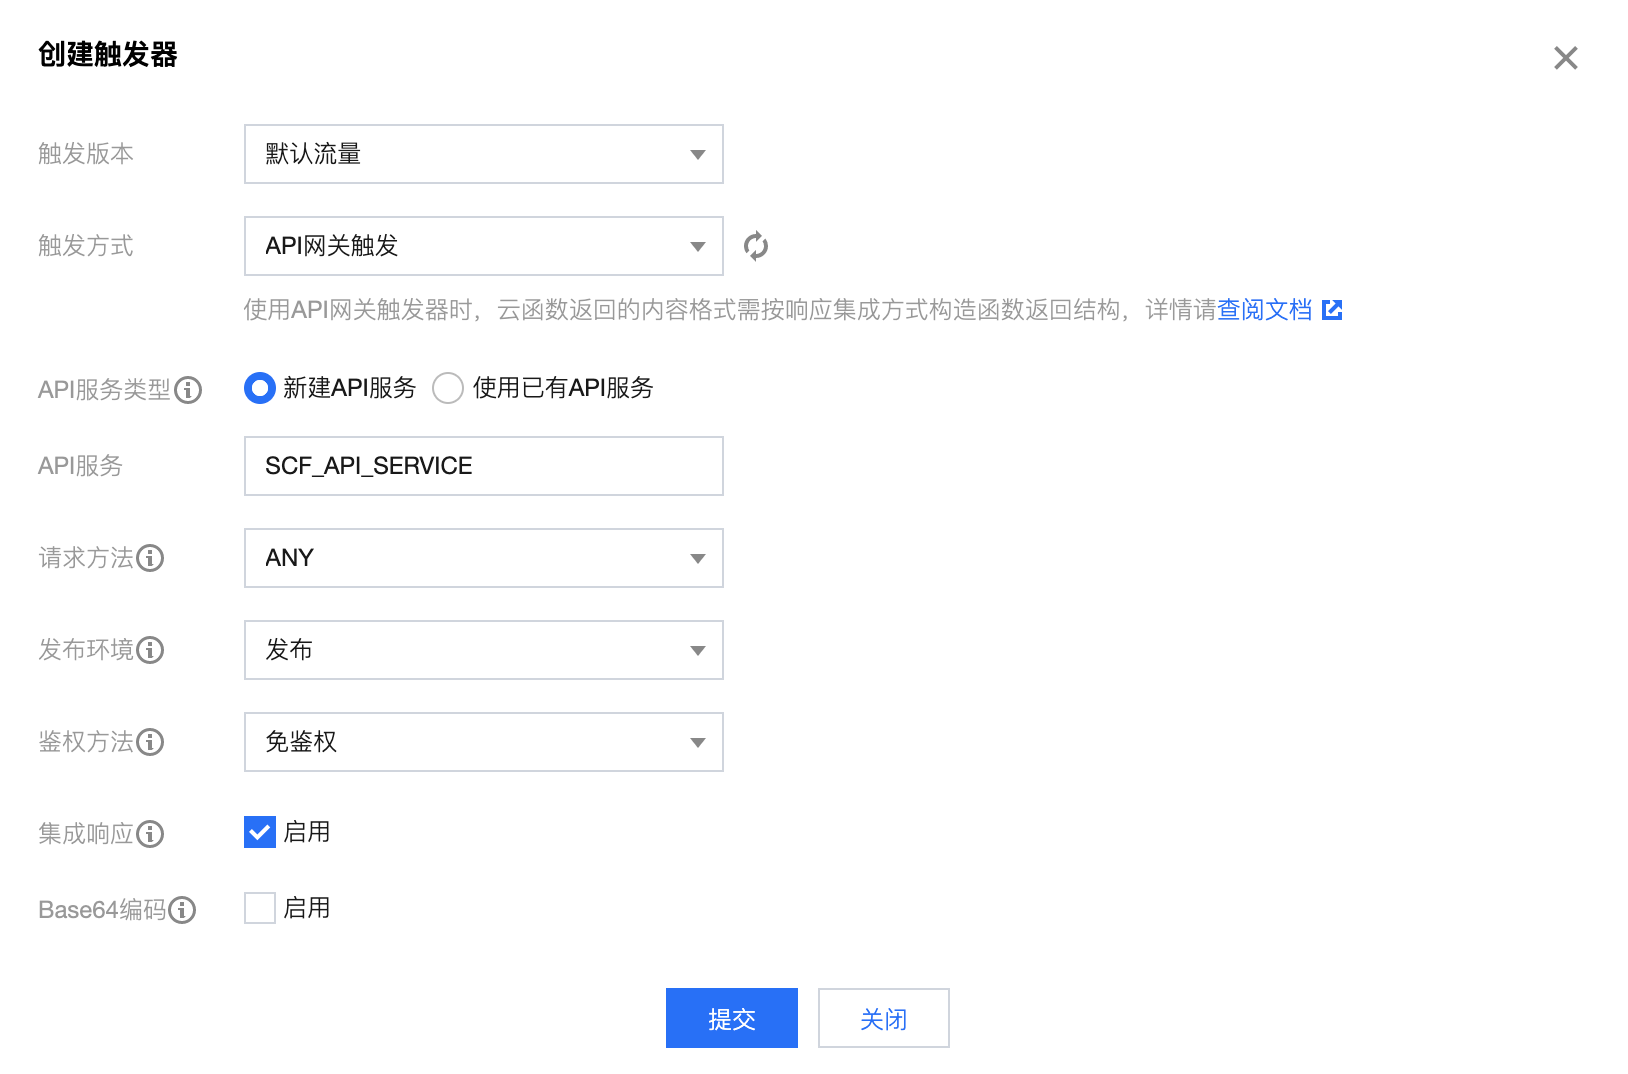 创建触发器
触发版本
默认流量
触发方式
API网关触发
使用API网关触发器时，云函数返回的内容格式需按响应集成方式构造函数返回结构，详情请查阅文档
API服务类型
新建API服务 使用已有API服务
API服务
SCF_API_SERVICE
请求方法
ANY
发布环境
发布
鉴权方法
免鉴权
集成响应
启用
Base64编码
启用
提交 关闭